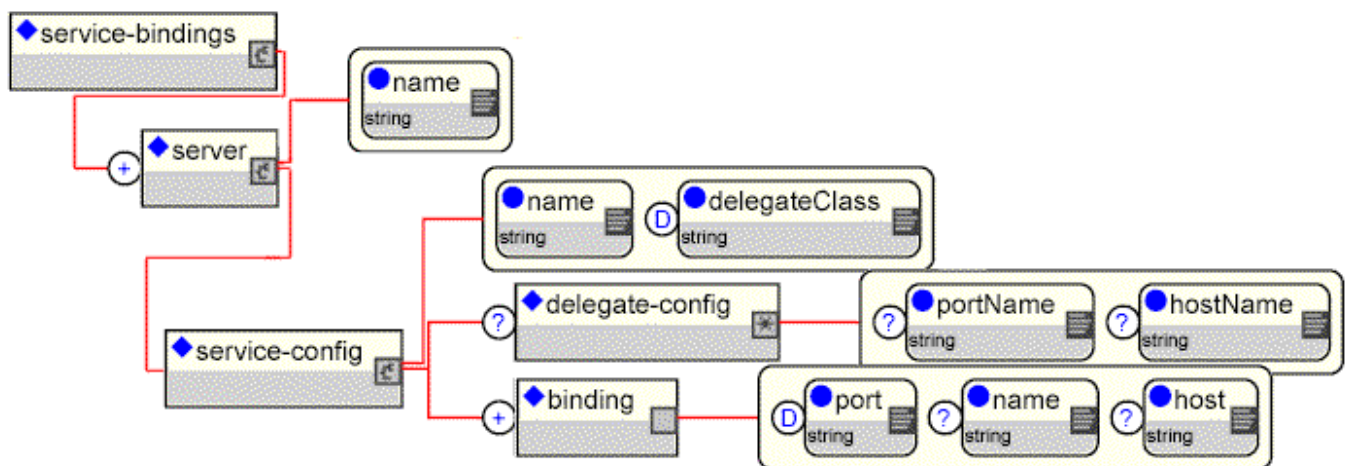 service-bindings
name
string
+
server
name
string
D
delegateClass
string
?
delegate-config
*
?
portName
string
?
hostName
string
service-config
+
binding
D
port
string
?
name
string
?
host
string